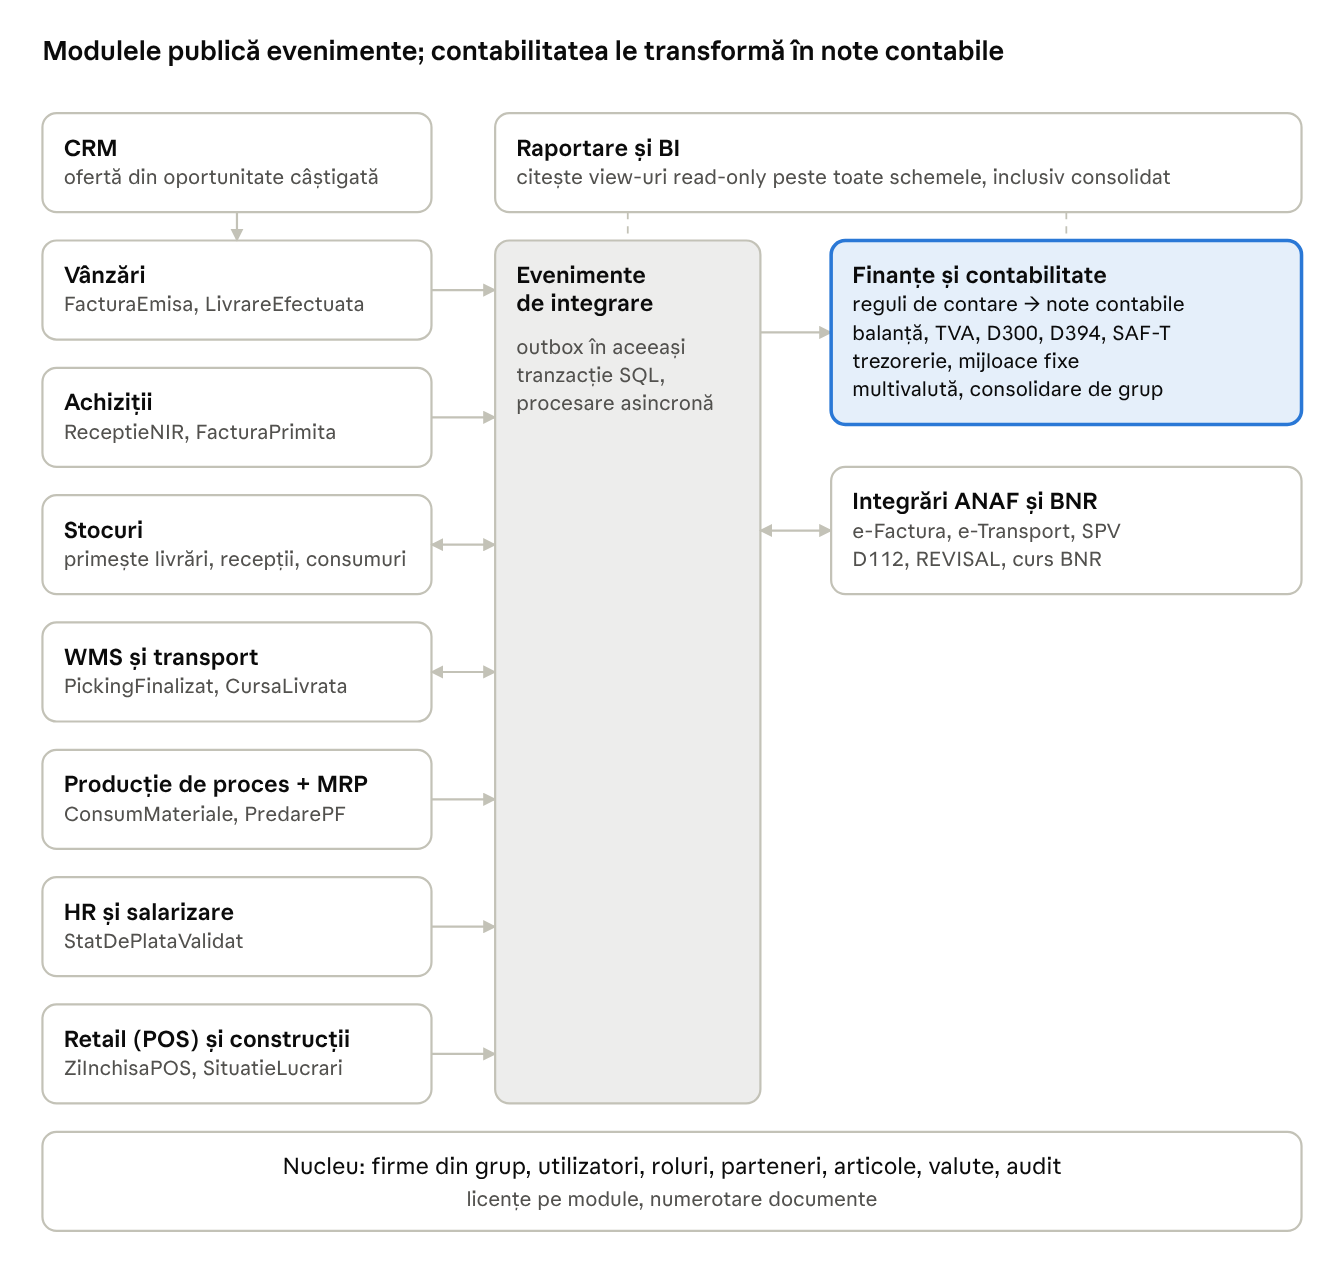 Modulele publică evenimente; contabilitatea le transformă în note contabile
CRM
ofertă din oportunitate câștigată
Raportare și BI
citește view-uri read-only peste toate schemele, inclusiv consolidat
Vânzări
FacturaEmisa, LivrareEfectuata
Achiziții
ReceptieNIR, FacturaPrimita
Stocuri
primește livrări, recepții, consumuri
WMS și transport
PickingFinalizat, CursaLivrata
Producție de proces + MRP
ConsumMateriale, PredarePF
HR și salarizare
StatDePlataValidat
Retail (POS) și construcții
ZiInchisaPOS, SituatieLucrari
Evenimente
de integrare
outbox în aceeași
tranzacție SQL,
procesare asincronă
Finanțe și contabilitate
reguli de contare → note contabile
balanță, TVA, D300, D394, SAF-T
trezorerie, mijloace fixe
multivalută, consolidare de grup
Integrări ANAF și BNR
e-Factura, e-Transport, SPV
D112, REVISAL, curs BNR
Nucleu: firme din grup, utilizatori, roluri, parteneri, articole, valute, audit
licențe pe module, numerotare documente